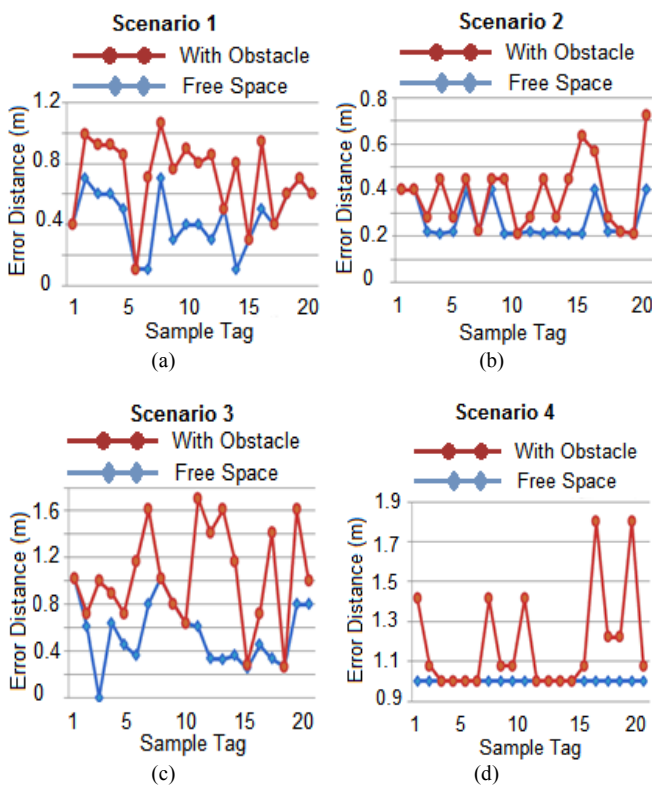 Scenario 1
With Obstacle
Free Space
Error Distance (m)
1.2
0.8
0.4
0
1 5 10 15 20
Sample Tag
(a)
Scenario 2
With Obstacle
Free Space
Error Distance (m)
0.8
0.6
0.4
0.2
0
1 5 10 15 20
Sample Tag
(b)
Scenario 3
With Obstacle
Free Space
Error Distance (m)
1.6
1.2
0.8
0.4
0
1 5 10 15 20
Sample Tag
(c)
Scenario 4
With Obstacle
Free Space
Error Distance (m)
1.9
1.7
1.5
1.3
1.1
0.9
1 5 10 15 20
Sample Tag
(d)